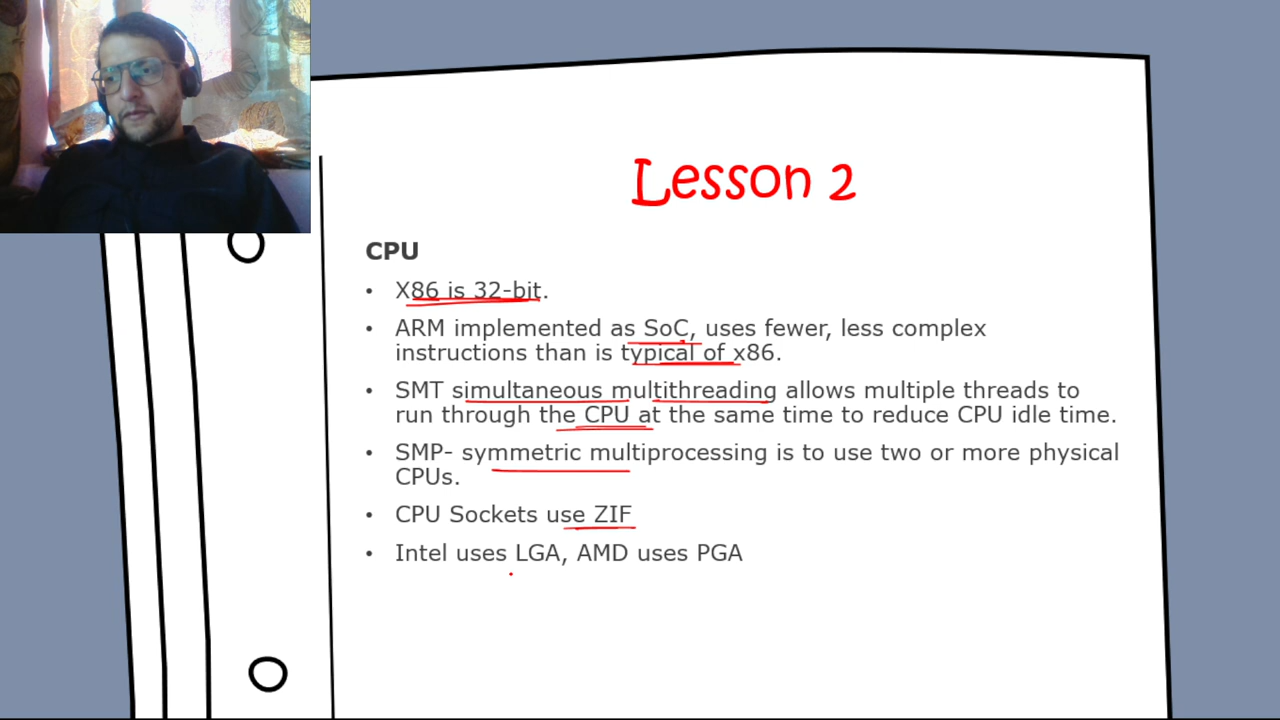 Lesson 2
CPU
• X86 is 32-bit.
• ARM implemented as SoC, uses fewer, less complex
instructions than is typical of x86.
• SMT simultaneous multithreading allows multiple threads to
run through the CPU at the same time to reduce CPU idle time.
• SMP- symmetric multiprocessing is to use two or more physical
CPUs.
• CPU Sockets use ZIF
• Intel uses LGA, AMD uses PGA